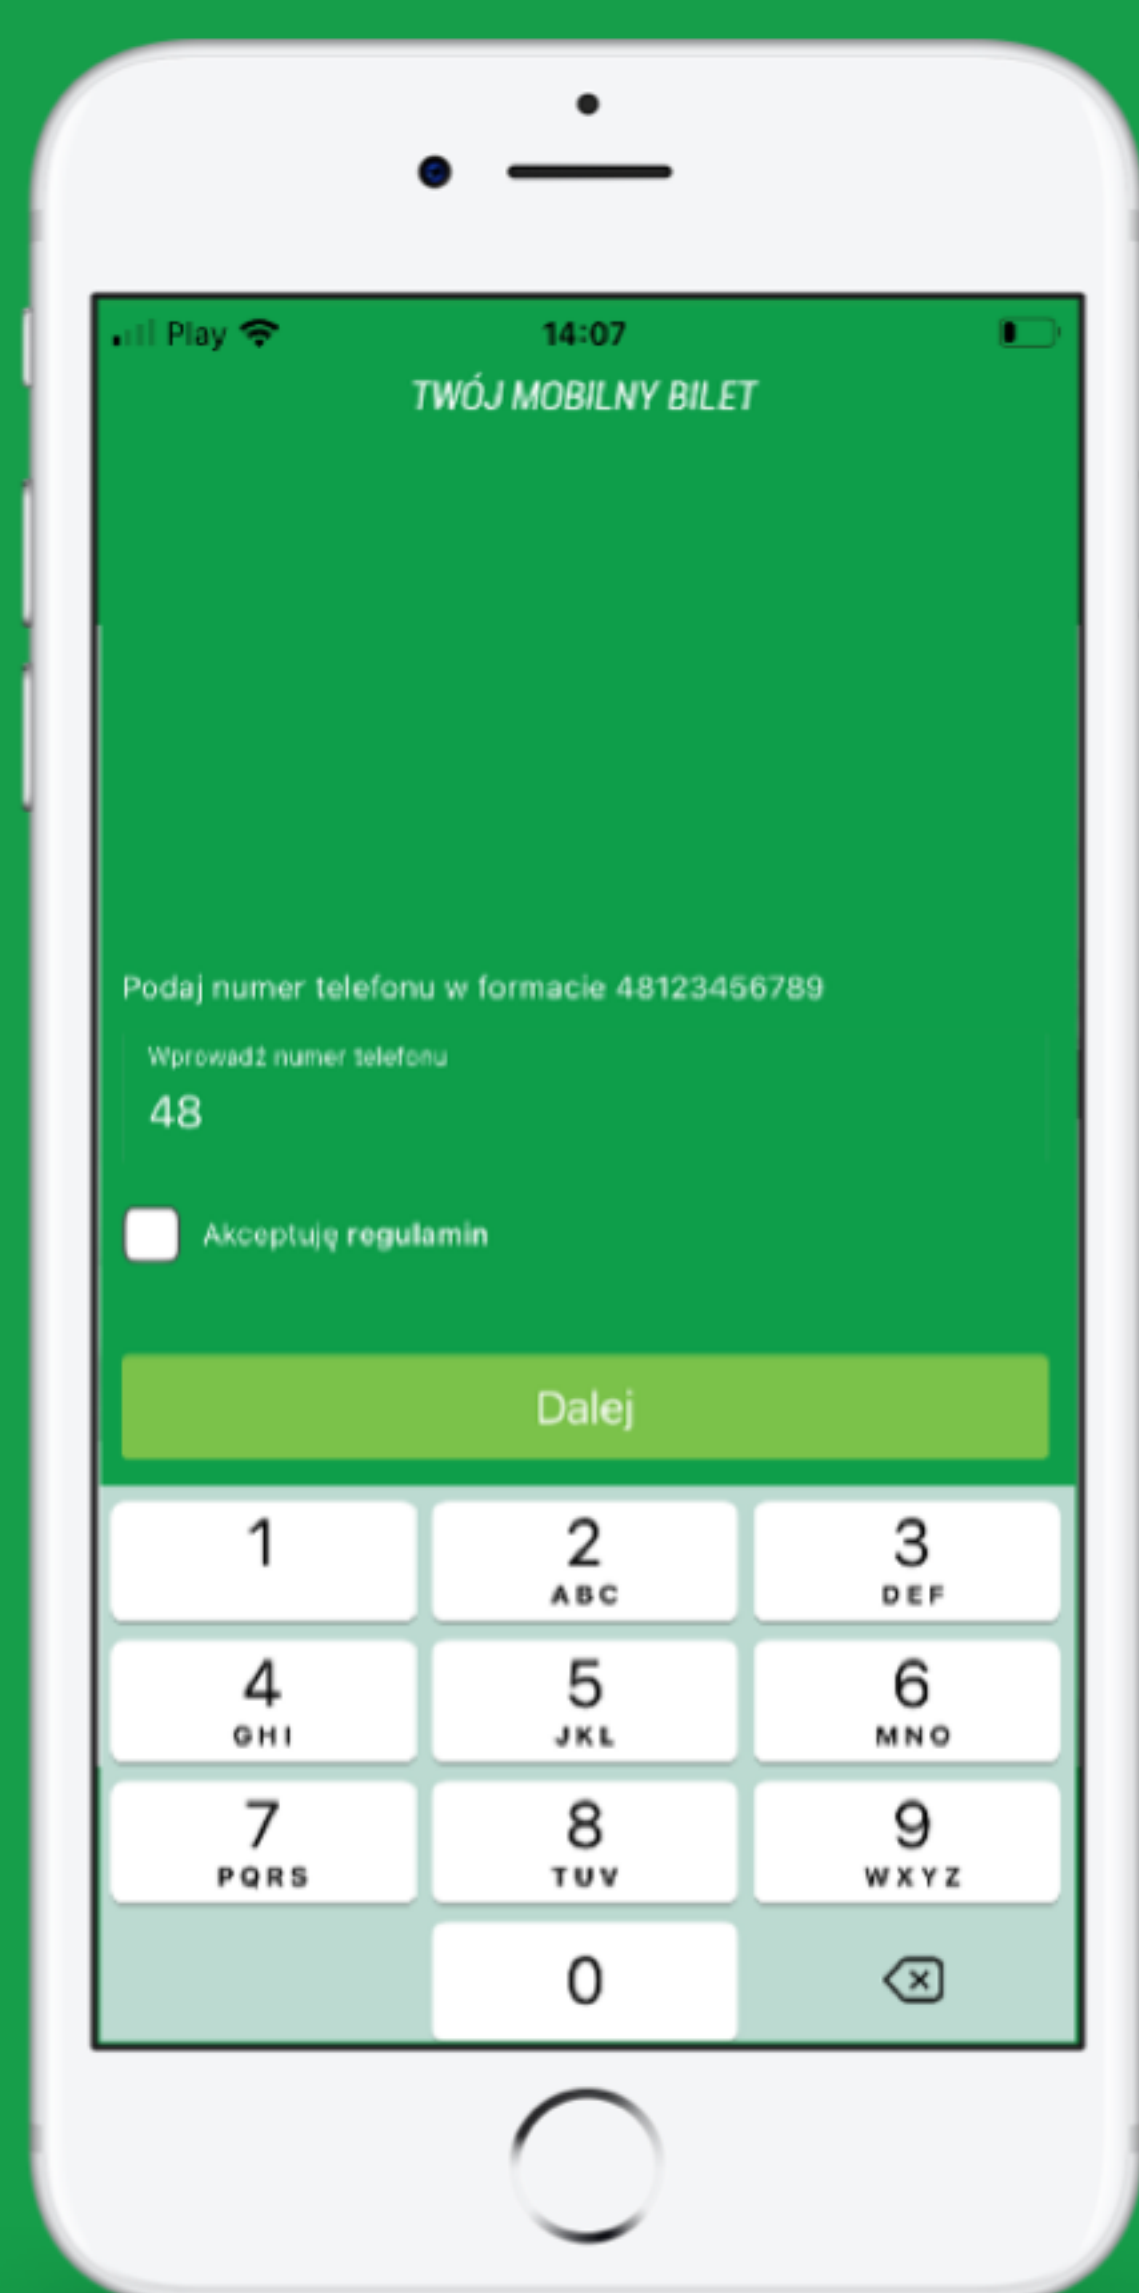 Play 14:07
TWÓJ MOBILNY BILET
Podaj numer telefonu w formacie 48123456789
Wprowadź numer telefonu
48
Akceptuję regulamin
Dalej
1 2 3
ABC DEF
4 5 6
GHI JKL MNO
7 8 9
PQRS TUV WXYZ
0